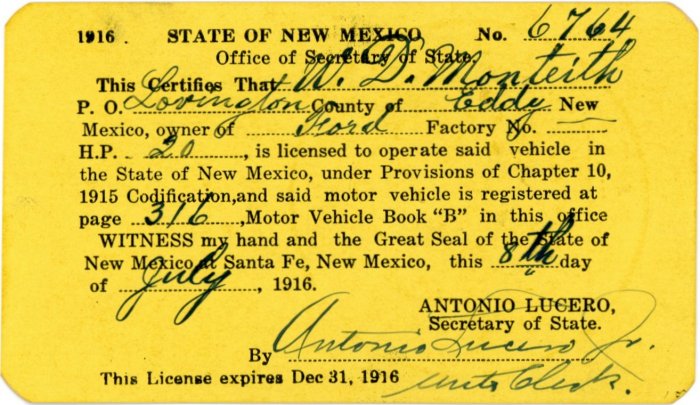 1916. STATE OF NEW MEXICO No. 6764
Office of Secretary of State.
This Certifies That W. D. Monteith
P. O. Lovington County of Eddy New
Mexico, owner of Ford Factory No. —
H.P. 20, is licensed to operate said vehicle in
the State of New Mexico, under Provisions of Chapter 10,
1915 Codification, and said motor vehicle is registered at
page 316, Motor Vehicle Book "B" in this office
WITNESS my hand and the Great Seal of the State of
New Mexico at Santa Fe, New Mexico, this 8th day
of July, 1916.
ANTONIO LUCERO,
Secretary of State.
By Antonio Lucero Jr.
This License expires Dec 31, 1916 Auto Clerk.